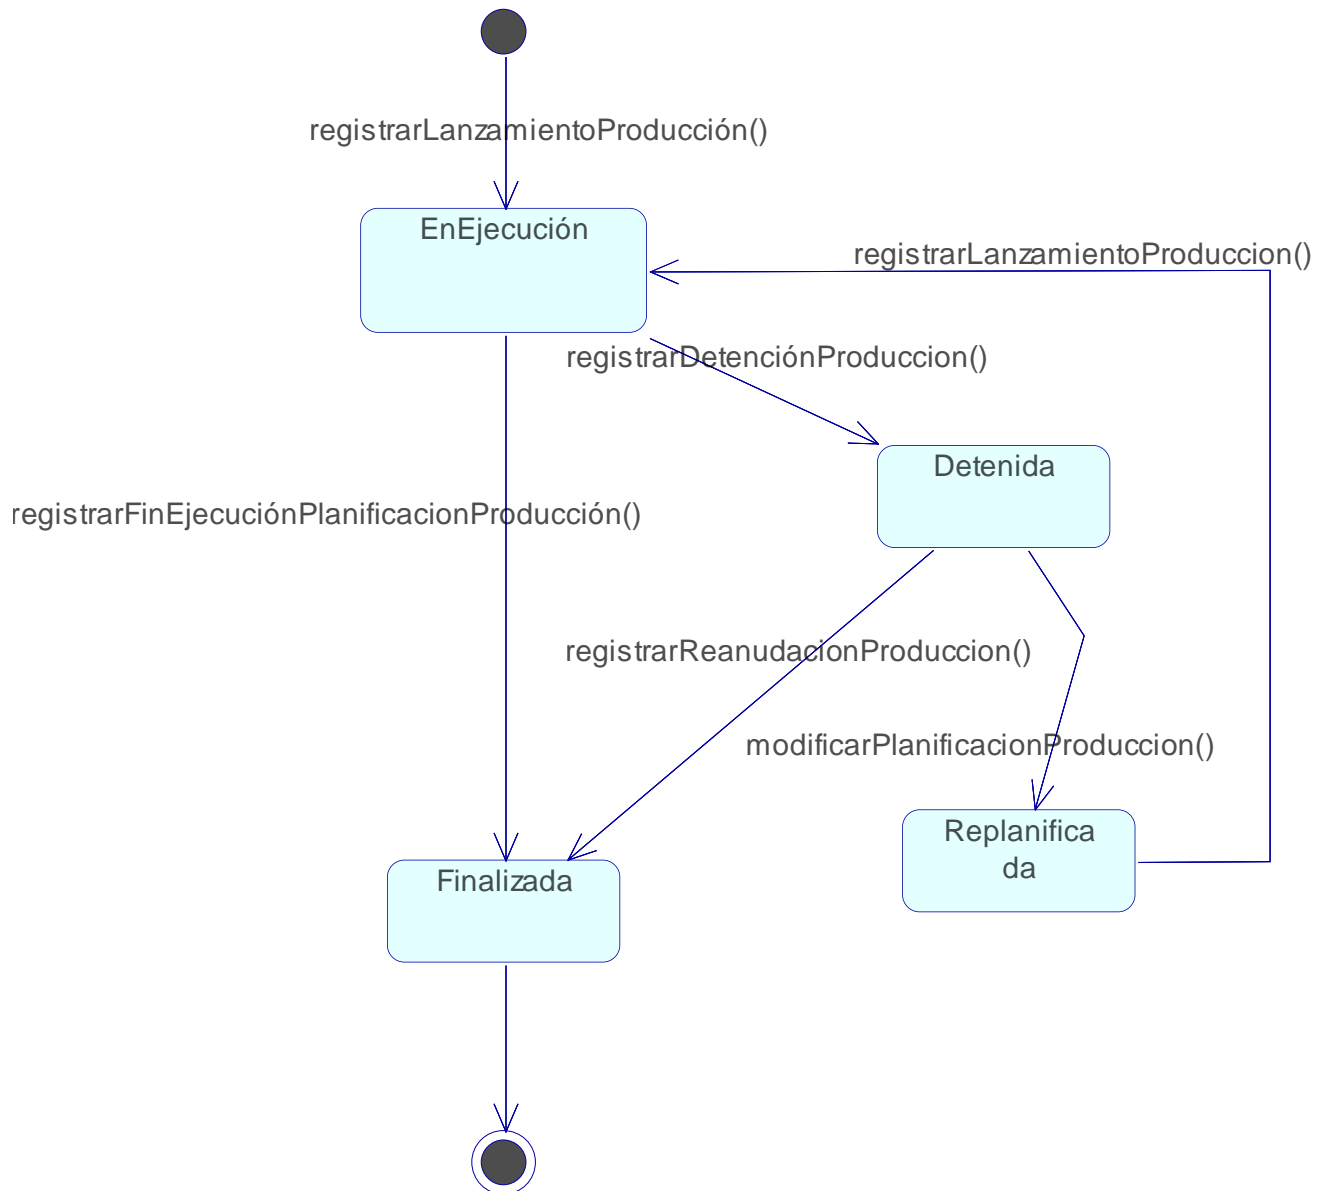 registrarLanzamientoProducción()
EnEjecución
registrarLanzamientoProduccion()
registrarDetenciónProduccion()
Detenida
registrarFinEjecuciónPlanificacionProducción()
registrarReanudacionProduccion()
modificarPlanificacionProduccion()
Replanifica
da
Finalizada